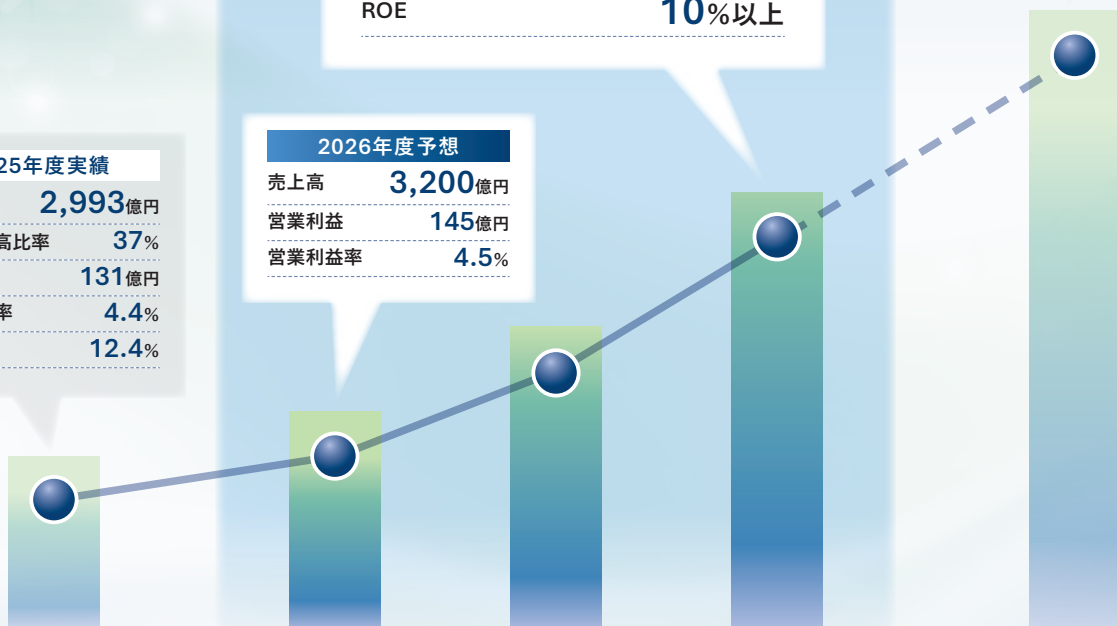 ROE 10%以上
2026年度予想
売上高 3,200億円
営業利益 145億円
営業利益率 4.5%
25年度実績
2,993億円
高比率 37%
131億円
率 4.4%
12.4%